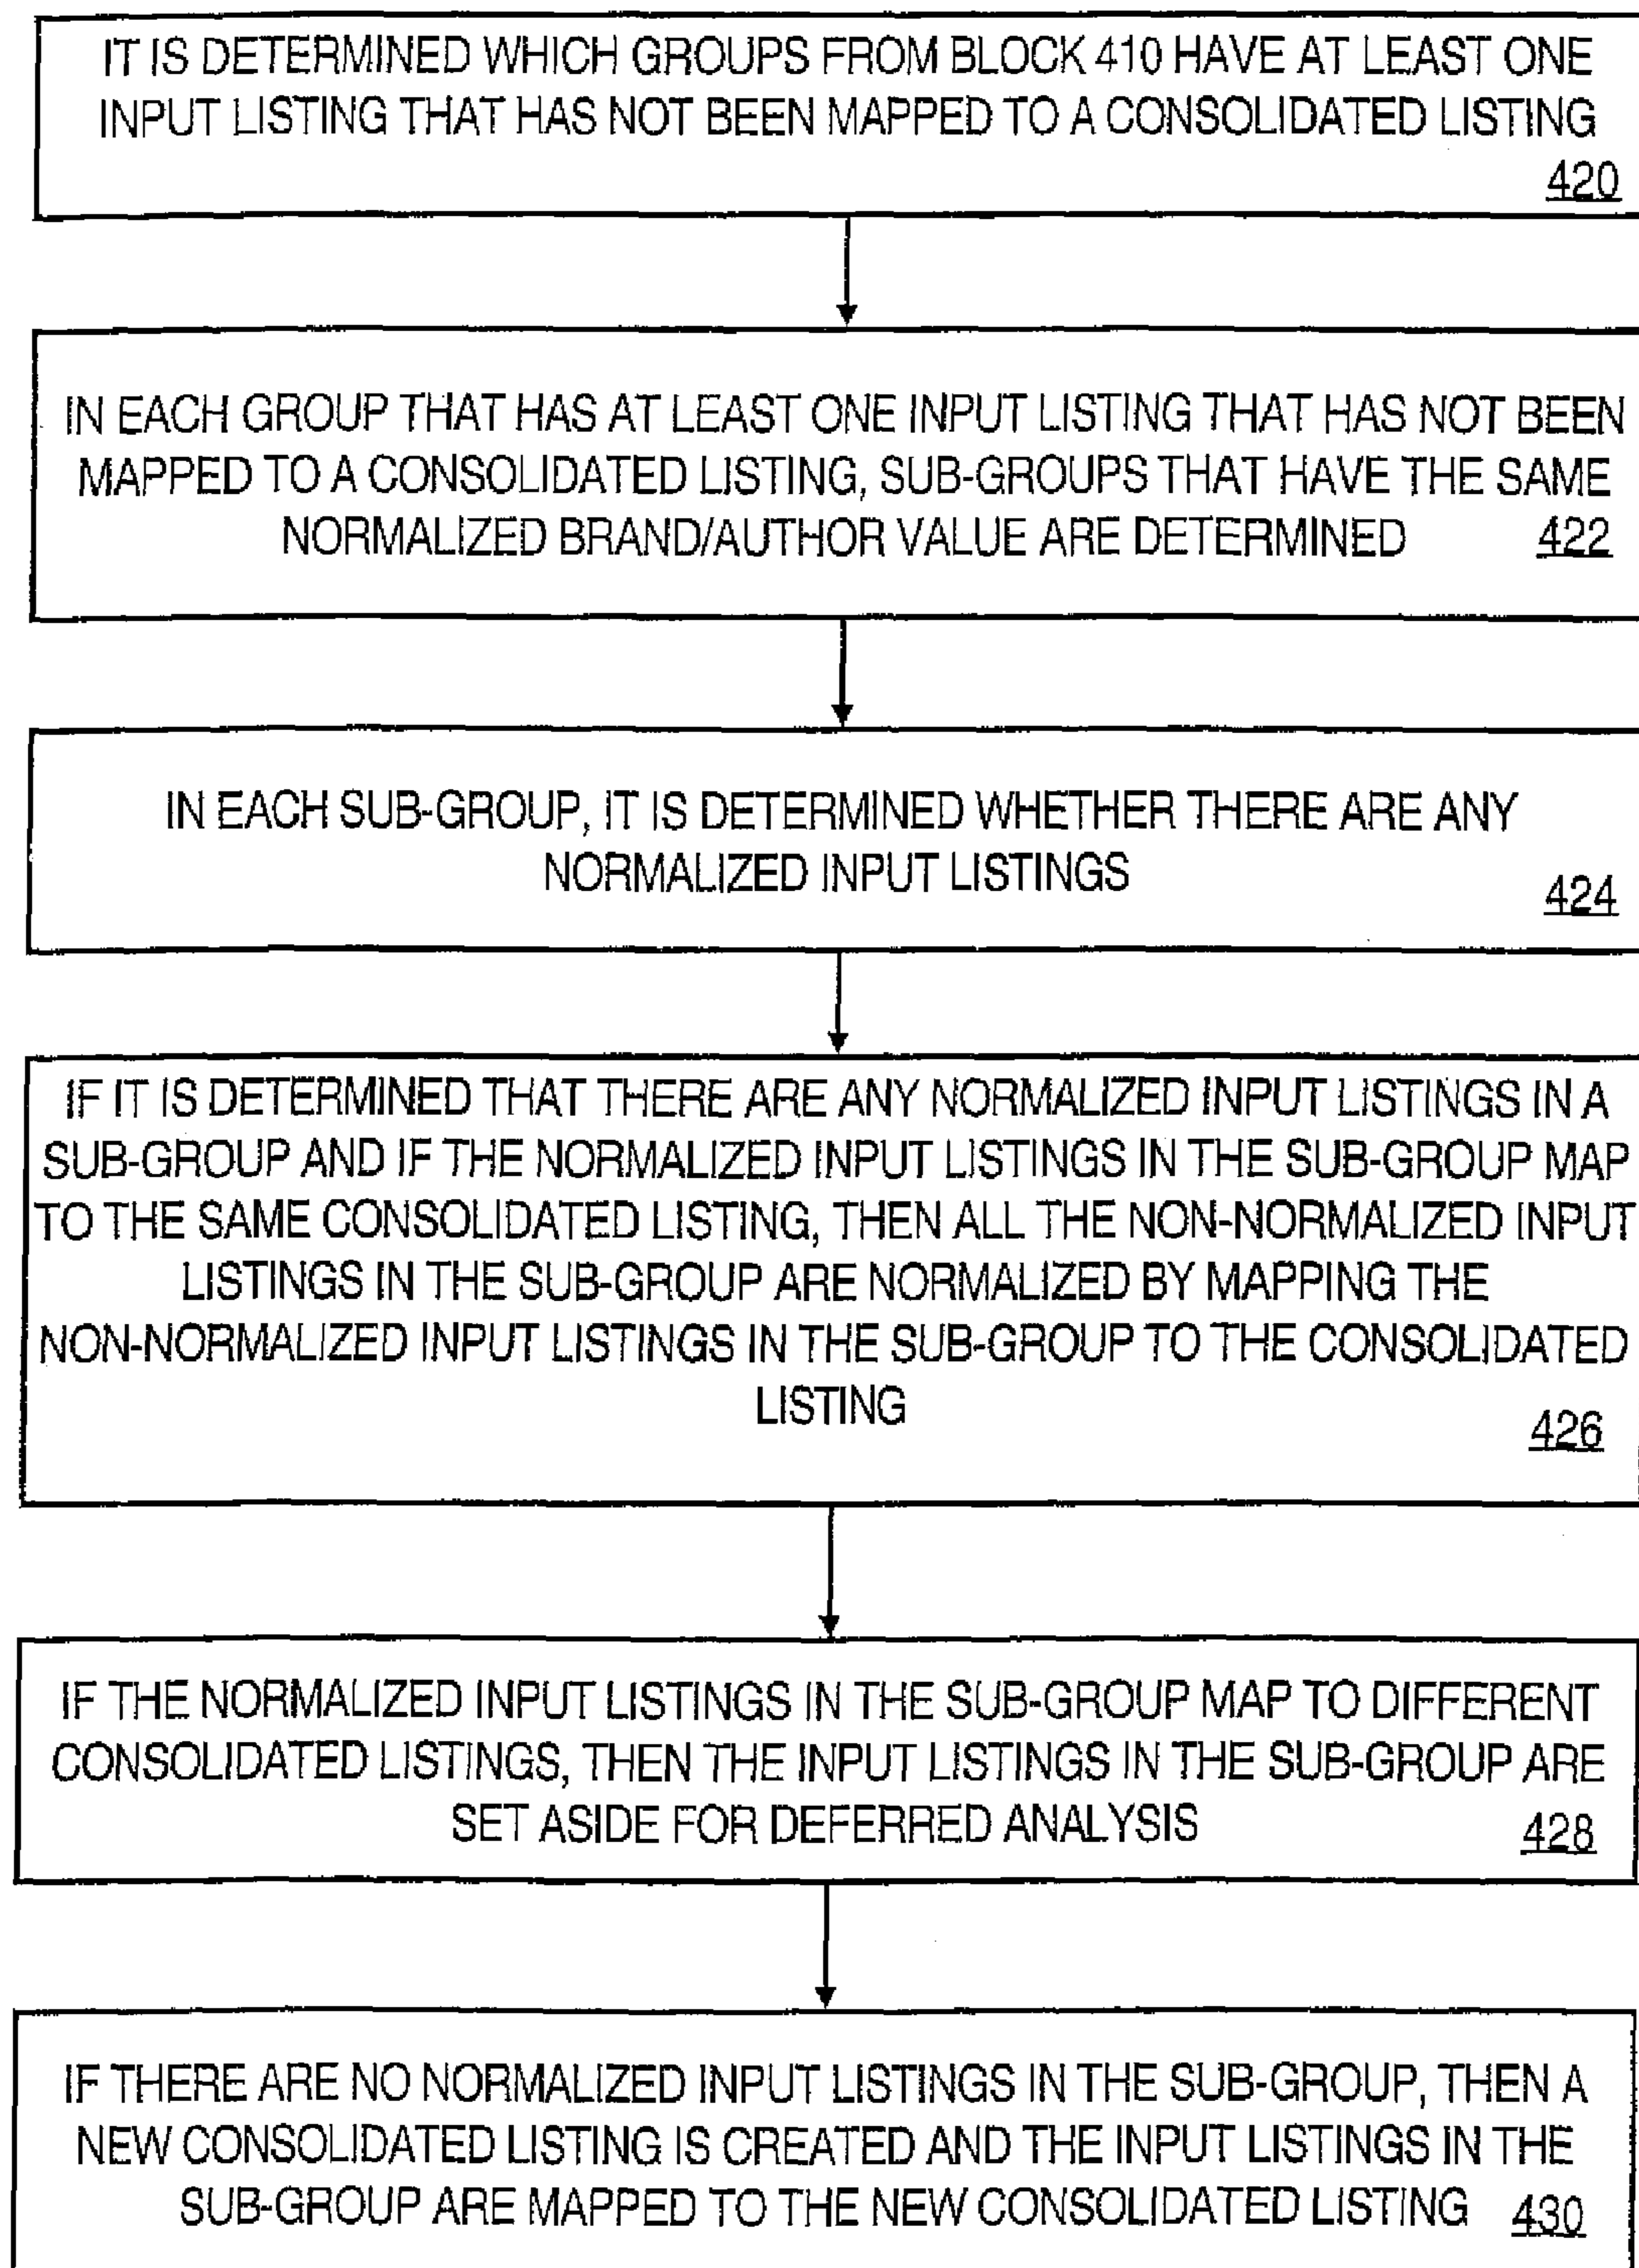 IT IS DETERMINED WHICH GROUPS FROM BLOCK 410 HAVE AT LEAST ONE
INPUT LISTING THAT HAS NOT BEEN MAPPED TO A CONSOLIDATED LISTING
420
IN EACH GROUP THAT HAS AT LEAST ONE INPUT LISTING THAT HAS NOT BEEN
MAPPED TO A CONSOLIDATED LISTING, SUB-GROUPS THAT HAVE THE SAME
NORMALIZED BRAND/AUTHOR VALUE ARE DETERMINED 422
IN EACH SUB-GROUP, IT IS DETERMINED WHETHER THERE ARE ANY
NORMALIZED INPUT LISTINGS
424
IF IT IS DETERMINED THAT THERE ARE ANY NORMALIZED INPUT LISTINGS IN A
SUB-GROUP AND IF THE NORMALIZED INPUT LISTINGS IN THE SUB-GROUP MAP
TO THE SAME CONSOLIDATED LISTING, THEN ALL THE NON-NORMALIZED INPUT
LISTINGS IN THE SUB-GROUP ARE NORMALIZED BY MAPPING THE
NON-NORMALIZED INPUT LISTINGS IN THE SUB-GROUP TO THE CONSOLIDATED
LISTING
426
IF THE NORMALIZED INPUT LISTINGS IN THE SUB-GROUP MAP TO DIFFERENT
CONSOLIDATED LISTINGS, THEN THE INPUT LISTINGS IN THE SUB-GROUP ARE
SET ASIDE FOR DEFERRED ANALYSIS 428
IF THERE ARE NO NORMALIZED INPUT LISTINGS IN THE SUB-GROUP, THEN A
NEW CONSOLIDATED LISTING IS CREATED AND THE INPUT LISTINGS IN THE
SUB-GROUP ARE MAPPED TO THE NEW CONSOLIDATED LISTING 430